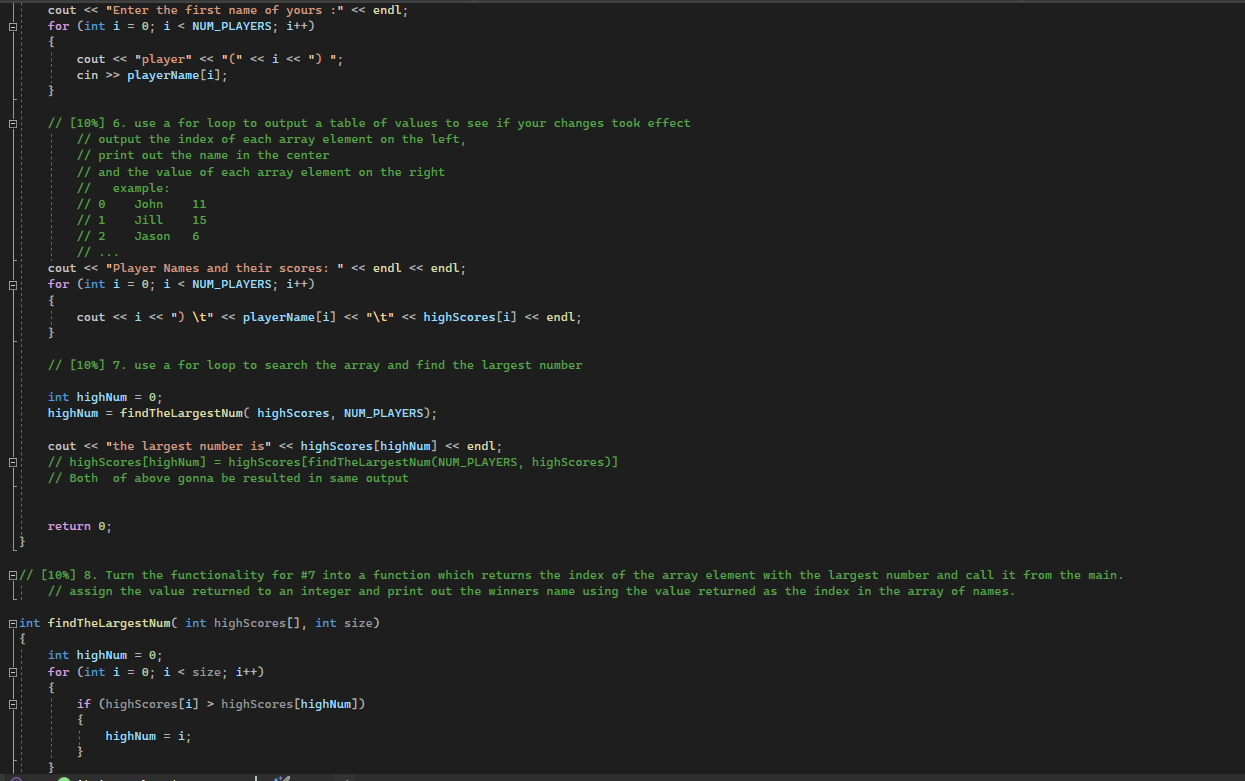 cout << "Enter the first name of yours :" << endl;
for (int i = 0; i < NUM_PLAYERS; i++)
{
cout << "player" << "(" << i << ") ";
cin >> playerName[i];
}
// [10%] 6. use a for loop to output a table of values to see if your changes took effect
// output the index of each array element on the left,
// print out the name in the center
// and the value of each array element on the right
//   example:
// 0    John    11
// 1    Jill    15
// 2    Jason   6
// ...
cout << "Player Names and their scores: " << endl << endl;
for (int i = 0; i < NUM_PLAYERS; i++)
{
cout << i << ") \t" << playerName[i] << "\t" << highScores[i] << endl;
}
// [10%] 7. use a for loop to search the array and find the largest number
int highNum = 0;
highNum = findTheLargestNum( highScores, NUM_PLAYERS);
cout << "the largest number is" << highScores[highNum] << endl;
// highScores[highNum] = highScores[findTheLargestNum(NUM_PLAYERS, highScores)]
// Both  of above gonna be resulted in same output
return 0;
}
// [10%] 8. Turn the functionality for #7 into a function which returns the index of the array element with the largest number and call it from the main.
// assign the value returned to an integer and print out the winners name using the value returned as the index in the array of names.
int findTheLargestNum( int highScores[], int size)
{
int highNum = 0;
for (int i = 0; i < size; i++)
{
if (highScores[i] > highScores[highNum])
{
highNum = i;
}
}